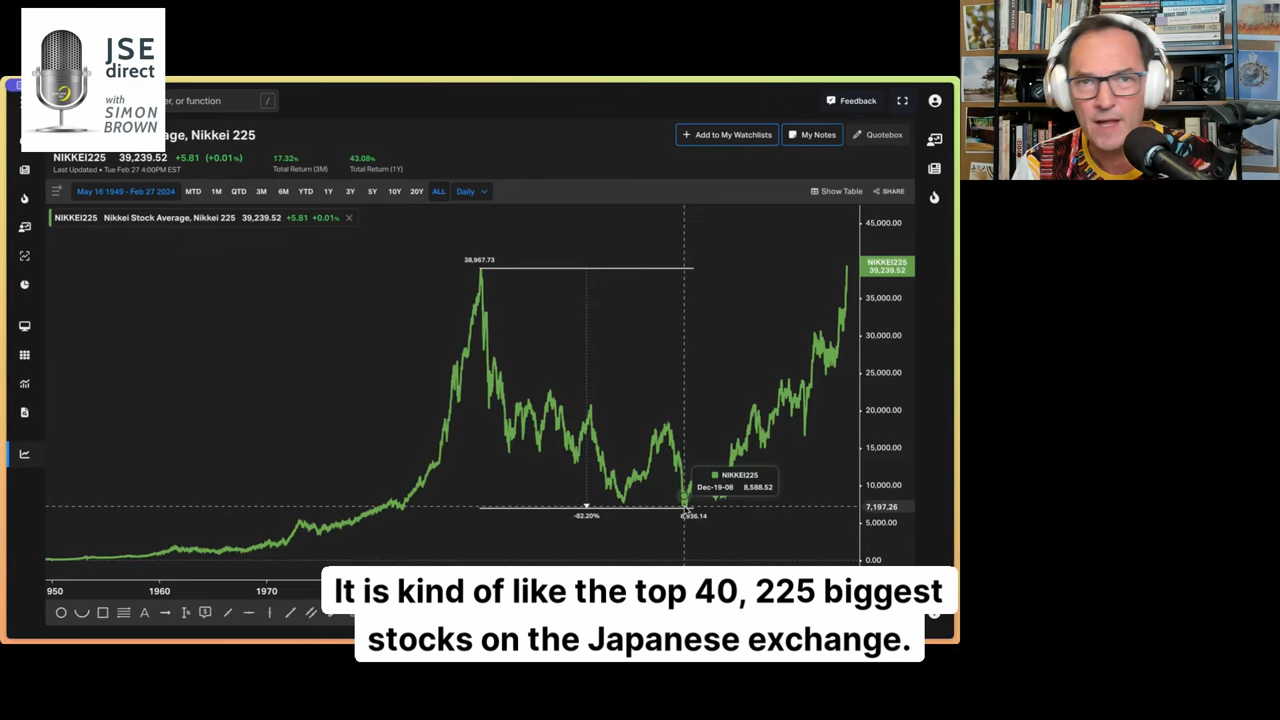 JSE
direct
with
SIMON
BROWN
or function
/
Feedback
age, Nikkei 225
+ Add to My Watchlists
My Notes
Quotebox
NIKKEI225 39,239.52 +5.81 (+0.01%) 17.32% 43.08%
Last Updated • Tue Feb 27 4:00PM EST Total Return (3M) Total Return (1Y)
May 16 1949 - Feb 27 2024 MTD 1M QTD 3M 6M YTD 1Y 3Y 5Y 10Y 20Y ALL Daily
Show Table
SHARE
NIKKEI225 Nikkei Stock Average, Nikkei 225 39,239.52 +5.81 +0.01% ×
45,000.00
38,967.73
NIKKEI225
39,239.52
35,000.00
30,000.00
25,000.00
20,000.00
15,000.00
NIKKEI225
Dec-19-08 8,588.52
10,000.00
7,197.26
-82.20%
5,000.00
0.00
950 1960 1970
It is kind of like the top 40, 225 biggest
stocks on the Japanese exchange.